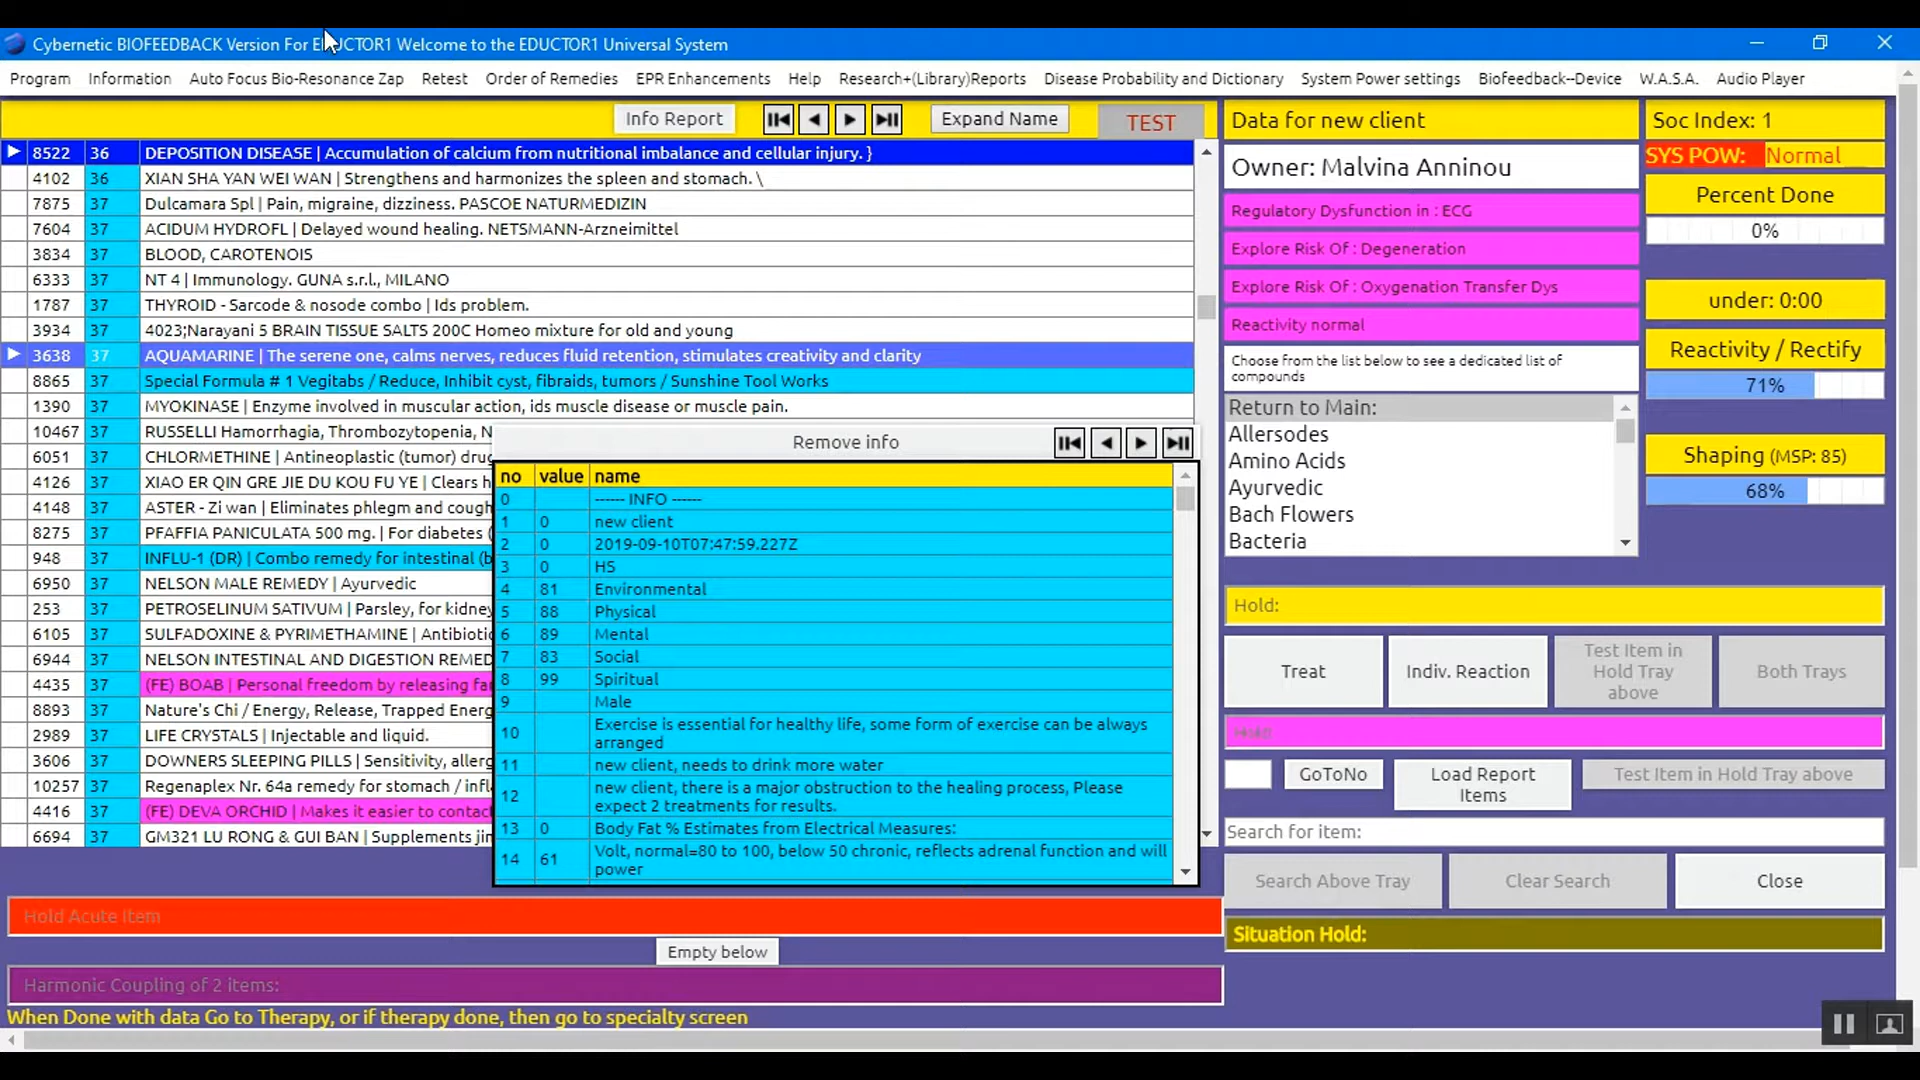 Cybernetic BIOFEEDBACK Version For EDUCTOR1 Welcome to the EDUCTOR1 Universal System
Program Information Auto Focus Bio-Resonance Zap Retest Order of Remedies EPR Enhancements Help Research+(Library)Reports Disease Probability and Dictionary System Power settings Biofeedback--Device W.A.S.A. Audio Player
Info Report Expand Name TEST
8522 36 DEPOSITION DISEASE | Accumulation of calcium from nutritional imbalance and cellular injury. }
4102 36 XIAN SHA YAN WEI WAN | Strengthens and harmonizes the spleen and stomach. \
7875 37 Dulcamara Spl | Pain, migraine, dizziness. PASCOE NATURMEDIZIN
7604 37 ACIDUM HYDROFL | Delayed wound healing. NETSMANN-Arzneimittel
3834 37 BLOOD, CAROTENOIS
6333 37 NT 4 | Immunology. GUNA s.r.l., MILANO
1787 37 THYROID - Sarcode & nosode combo | Ids problem.
3934 37 4023;Narayani 5 BRAIN TISSUE SALTS 200C Homeo mixture for old and young
3638 37 AQUAMARINE | The serene one, calms nerves, reduces fluid retention, stimulates creativity and clarity
8865 37 Special Formula # 1 Vegitabs / Reduce, Inhibit cyst, fibraids, tumors / Sunshine Tool Works
1390 37 MYOKINASE | Enzyme involved in muscular action, ids muscle disease or muscle pain.
10467 37 RUSSELLI Hamorrhagia, Thrombozytopenia, N
6051 37 CHLORMETHINE | Antineoplastic (tumor) drug
4126 37 XIAO ER QIN GRE JIE DU KOU FU YE | Clears h
4148 37 ASTER - Zi wan | Eliminates phlegm and cough
8275 37 PFAFFIA PANICULATA 500 mg. | For diabetes (
948 37 INFLU-1 (DR) | Combo remedy for intestinal (b
6950 37 NELSON MALE REMEDY | Ayurvedic
253 37 PETROSELINUM SATIVUM | Parsley, for kidney
6105 37 SULFADOXINE & PYRIMETHAMINE | Antibiotic
6944 37 NELSON INTESTINAL AND DIGESTION REMED
4435 37 (FE) BOAB | Personal freedom by releasing fam
8893 37 Nature's Chi / Energy, Release, Trapped Energ
2989 37 LIFE CRYSTALS | Injectable and liquid.
3606 37 DOWNERS SLEEPING PILLS | Sensitivity, allerg
10257 37 Regenaplex Nr. 64a remedy for stomach / infl
4416 37 (FE) DEVA ORCHID | Makes it easier to contac
6694 37 GM321 LU RONG & GUI BAN | Supplements jin
Remove info
no value name
0 ------ INFO ------
1 0 new client
2 0 2019-09-10T07:47:59.227Z
3 0 H5
4 81 Environmental
5 88 Physical
6 89 Mental
7 83 Social
8 99 Spiritual
9 Male
10 Exercise is essential for healthy life, some form of exercise can be always
arranged
11 new client, needs to drink more water
12 new client, there is a major obstruction to the healing process, Please
expect 2 treatments for results.
13 0 Body Fat % Estimates from Electrical Measures:
14 61 Volt, normal=80 to 100, below 50 chronic, reflects adrenal function and will
power
Hold Acute Item
Empty below
Harmonic Coupling of 2 items:
When Done with data Go to Therapy, or if therapy done, then go to specialty screen
Data for new client
Owner: Malvina Anninou
Regulatory Dysfunction in : ECG
Explore Risk Of : Degeneration
Explore Risk Of : Oxygenation Transfer Dys
Reactivity normal
Choose from the list below to see a dedicated list of
compounds
Return to Main:
Allersodes
Amino Acids
Ayurvedic
Bach Flowers
Bacteria
Soc Index: 1
SYS POW: Normal
Percent Done
0%
under: 0:00
Reactivity / Rectify
71%
Shaping (MSP: 85)
68%
Hold:
Treat
Indiv. Reaction
Test Item in
Hold Tray
above
Both Trays
GoToNo
Load Report
Items
Test Item in Hold Tray above
Search for item:
Search Above Tray
Clear Search
Close
Situation Hold: